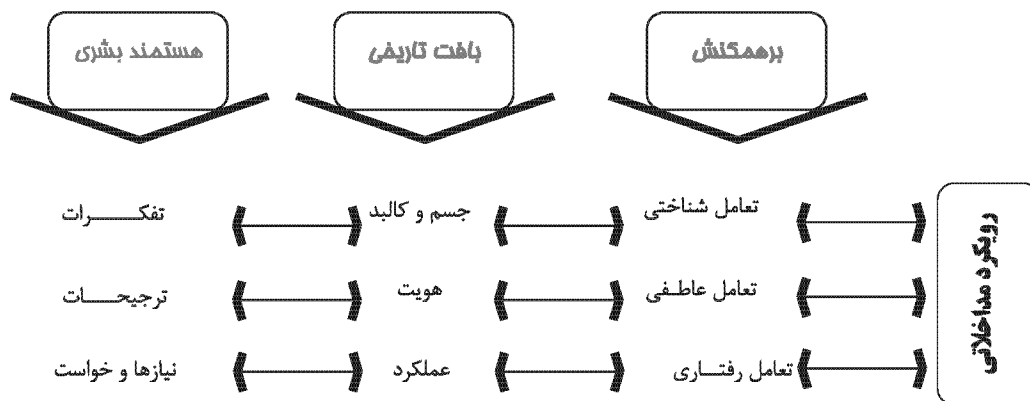 برهمکنش
بافت تاریخی
هستمند بشری
رویکرد مداخلاتی
تعامل شناختی
جسم و کالبد
تفکـــــرات
تعامل عاطـفی
هویت
ترجیحـــــات
تعامل رفتــاری
عملکرد
نیازها و خواست